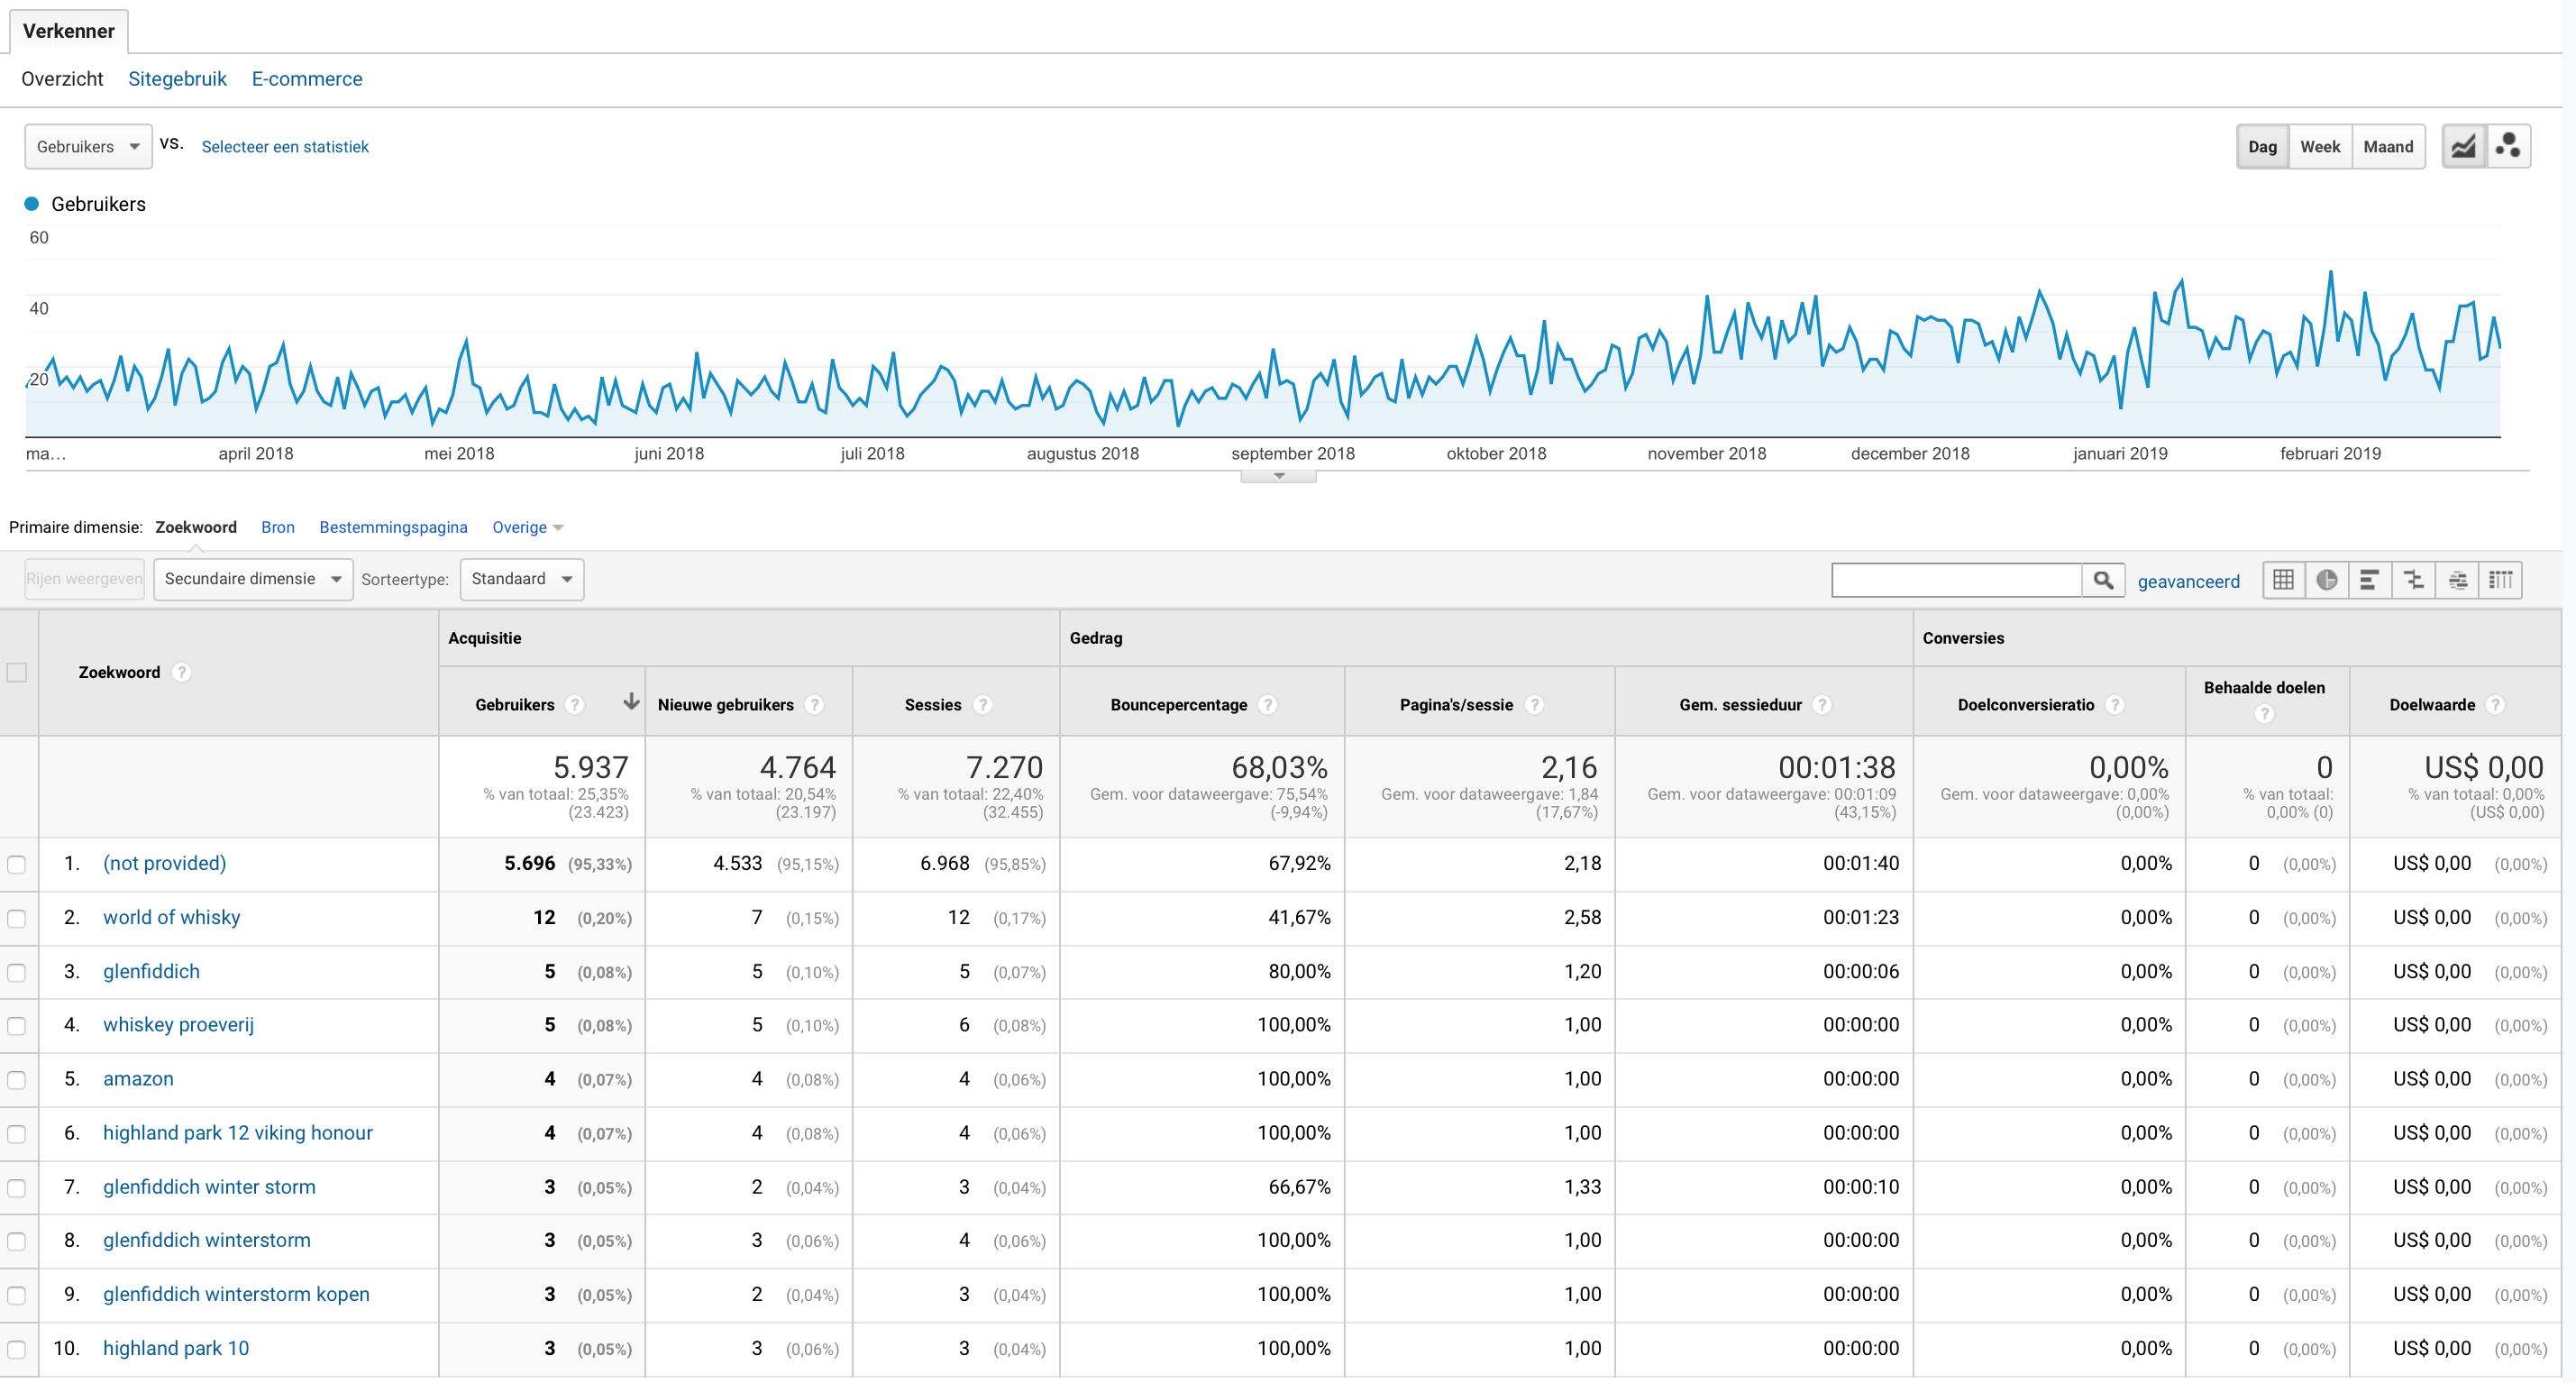 Verkenner
Overzicht Sitegebruik E-commerce
Gebruikers vs. Selecteer een statistiek Dag Week Maand
Gebruikers
60
40
20
ma… april 2018 mei 2018 juni 2018 juli 2018 augustus 2018 september 2018 oktober 2018 november 2018 december 2018 januari 2019 februari 2019
Primaire dimensie: Zoekwoord Bron Bestemmingspagina Overige
Rijen weergeven Secundaire dimensie Sorteertype: Standaard geavanceerd
Zoekwoord ? Acquisitie Gedrag Conversies
Gebruikers ? Nieuwe gebruikers ? Sessies ? Bouncepercentage ? Pagina's/sessie ? Gem. sessieduur ? Doelconversieratio ? Behaalde doelen ? Doelwaarde ?
5.937 4.764 7.270 68,03% 2,16 00:01:38 0,00% 0 US$ 0,00
% van totaal: 25,35% % van totaal: 20,54% % van totaal: 22,40% Gem. voor dataweergave: 75,54% Gem. voor dataweergave: 1,84 Gem. voor dataweergave: 00:01:09 Gem. voor dataweergave: 0,00% % van totaal: % van totaal: 0,00%
(23.423) (23.197) (32.455) (-9,94%) (17,67%) (43,15%) (0,00%) 0,00% (0) (US$ 0,00)
1. (not provided) 5.696 (95,33%) 4.533 (95,15%) 6.968 (95,85%) 67,92% 2,18 00:01:40 0,00% 0 (0,00%) US$ 0,00 (0,00%)
2. world of whisky 12 (0,20%) 7 (0,15%) 12 (0,17%) 41,67% 2,58 00:01:23 0,00% 0 (0,00%) US$ 0,00 (0,00%)
3. glenfiddich 5 (0,08%) 5 (0,10%) 5 (0,07%) 80,00% 1,20 00:00:06 0,00% 0 (0,00%) US$ 0,00 (0,00%)
4. whiskey proeverij 5 (0,08%) 5 (0,10%) 6 (0,08%) 100,00% 1,00 00:00:00 0,00% 0 (0,00%) US$ 0,00 (0,00%)
5. amazon 4 (0,07%) 4 (0,08%) 4 (0,06%) 100,00% 1,00 00:00:00 0,00% 0 (0,00%) US$ 0,00 (0,00%)
6. highland park 12 viking honour 4 (0,07%) 4 (0,08%) 4 (0,06%) 100,00% 1,00 00:00:00 0,00% 0 (0,00%) US$ 0,00 (0,00%)
7. glenfiddich winter storm 3 (0,05%) 2 (0,04%) 3 (0,04%) 66,67% 1,33 00:00:10 0,00% 0 (0,00%) US$ 0,00 (0,00%)
8. glenfiddich winterstorm 3 (0,05%) 3 (0,06%) 4 (0,06%) 100,00% 1,00 00:00:00 0,00% 0 (0,00%) US$ 0,00 (0,00%)
9. glenfiddich winterstorm kopen 3 (0,05%) 2 (0,04%) 3 (0,04%) 100,00% 1,00 00:00:00 0,00% 0 (0,00%) US$ 0,00 (0,00%)
10. highland park 10 3 (0,05%) 3 (0,06%) 3 (0,04%) 100,00% 1,00 00:00:00 0,00% 0 (0,00%) US$ 0,00 (0,00%)